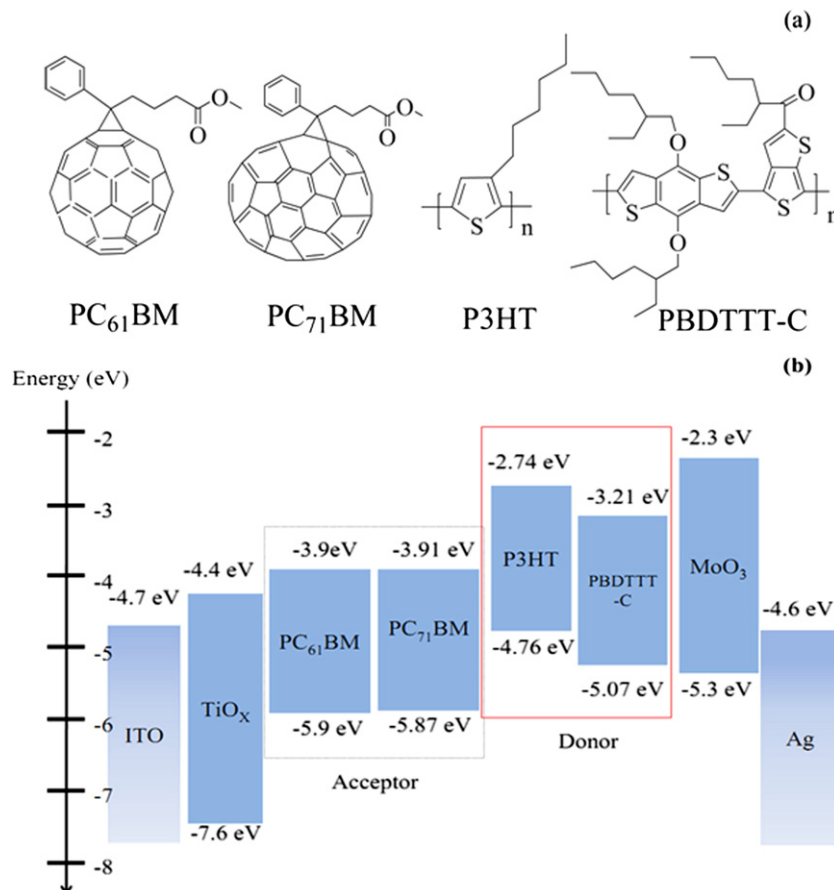 (a)
O
O
O
O
S
n
O
O
O
S
S
S
S
n
PC₆₁BM
PC₇₁BM
P3HT
PBDTTT-C
(b)
Energy (eV)
-2
-3
-4
-5
-6
-7
-8
-4.7 eV
ITO
-4.4 eV
TiOX
-7.6 eV
-3.9eV
PC₆₁BM
-5.9 eV
-3.91 eV
PC₇₁BM
-5.87 eV
Acceptor
-2.74 eV
P3HT
-4.76 eV
-3.21 eV
PBDTTT
-C
-5.07 eV
Donor
-2.3 eV
MoO₃
-5.3 eV
-4.6 eV
Ag